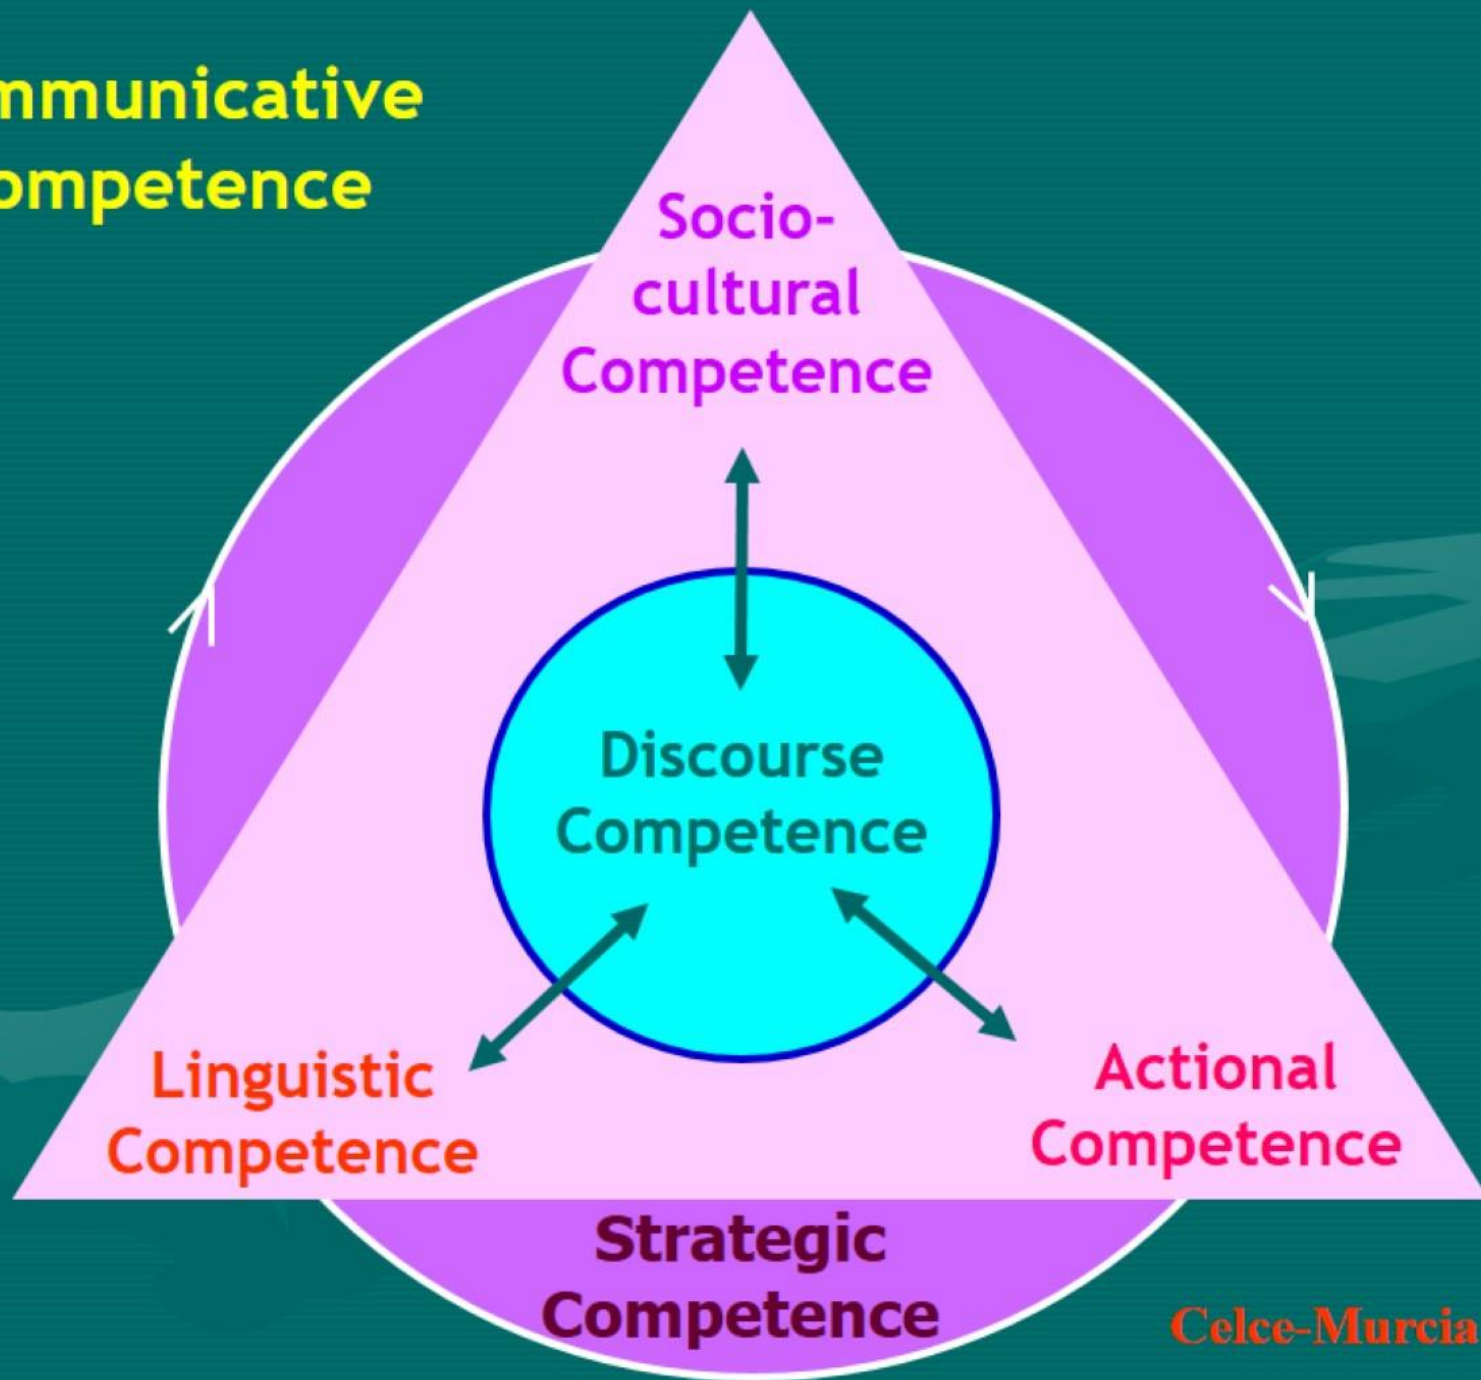 mmunicative
ompetence
Socio-
cultural
Competence
Discourse
Competence
Linguistic
Competence
Actional
Competence
Strategic
Competence
Celce-Murcia